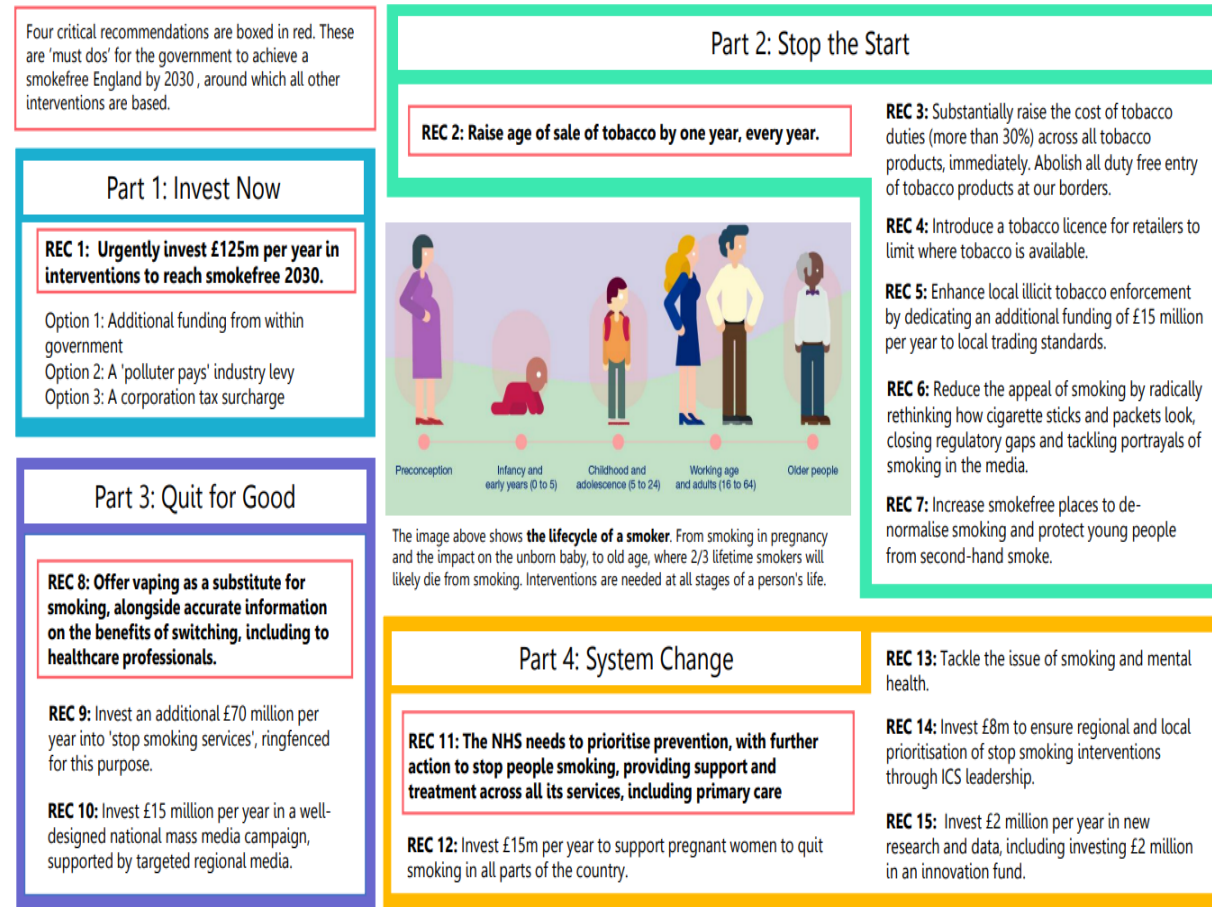 Four critical recommendations are boxed in red. These
are ‘must dos’ for the government to achieve a
smokefree England by 2030 , around which all other
interventions are based.
Part 1: Invest Now
REC 1:  Urgently invest £125m per year in
interventions to reach smokefree 2030.
Option 1: Additional funding from within
government
Option 2: A 'polluter pays' industry levy
Option 3: A corporation tax surcharge
Part 2: Stop the Start
REC 2: Raise age of sale of tobacco by one year, every year.
REC 3: Substantially raise the cost of tobacco
duties (more than 30%) across all tobacco
products, immediately. Abolish all duty free entry
of tobacco products at our borders.
REC 4: Introduce a tobacco licence for retailers to
limit where tobacco is available.
REC 5: Enhance local illicit tobacco enforcement
by dedicating an additional funding of £15 million
per year to local trading standards.
REC 6: Reduce the appeal of smoking by radically
rethinking how cigarette sticks and packets look,
closing regulatory gaps and tackling portrayals of
smoking in the media.
REC 7: Increase smokefree places to de-
normalise smoking and protect young people
from second-hand smoke.
Preconception
Infancy and
early years (0 to 5)
Childhood and
adolescence (5 to 24)
Working age
and adults (16 to 64)
Older people
The image above shows the lifecycle of a smoker. From smoking in pregnancy
and the impact on the unborn baby, to old age, where 2/3 lifetime smokers will
likely die from smoking. Interventions are needed at all stages of a person's life.
Part 3: Quit for Good
REC 8: Offer vaping as a substitute for
smoking, alongside accurate information
on the benefits of switching, including to
healthcare professionals.
REC 9: Invest an additional £70 million per
year into 'stop smoking services', ringfenced
for this purpose.
REC 10: Invest £15 million per year in a well-
designed national mass media campaign,
supported by targeted regional media.
Part 4: System Change
REC 11: The NHS needs to prioritise prevention, with further
action to stop people smoking, providing support and
treatment across all its services, including primary care
REC 12: Invest £15m per year to support pregnant women to quit
smoking in all parts of the country.
REC 13: Tackle the issue of smoking and mental
health.
REC 14: Invest £8m to ensure regional and local
prioritisation of stop smoking interventions
through ICS leadership.
REC 15:  Invest £2 million per year in new
research and data, including investing £2 million
in an innovation fund.